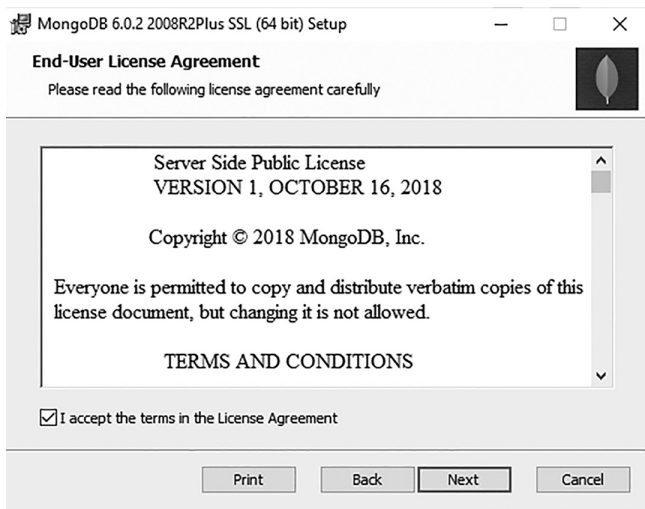 MongoDB 6.0.2 2008R2Plus SSL (64 bit) Setup
End-User License Agreement
Please read the following license agreement carefully
Server Side Public License
VERSION 1, OCTOBER 16, 2018
Copyright © 2018 MongoDB, Inc.
Everyone is permitted to copy and distribute verbatim copies of this
license document, but changing it is not allowed.
TERMS AND CONDITIONS
I accept the terms in the License Agreement
Print Back Next Cancel